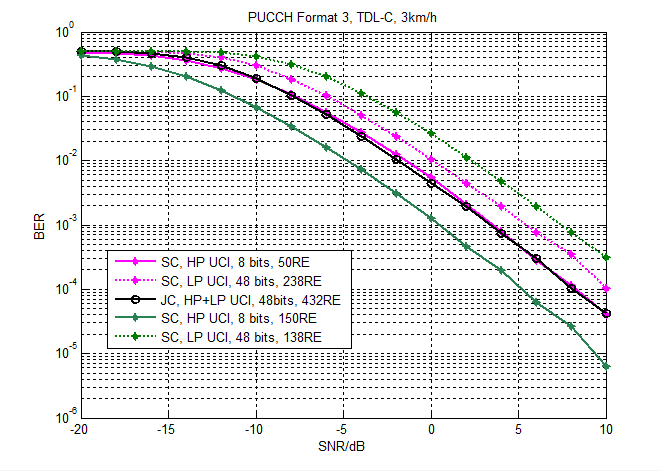 PUCCH Format 3, TDL-C, 3km/h
10^0
10^-1
10^-2
10^-3
10^-4
10^-5
10^-6
BER
SC, HP UCI, 8 bits, 50RE
SC, LP UCI, 48 bits, 238RE
JC, HP+LP UCI, 48bits, 432RE
SC, HP UCI, 8 bits, 150RE
SC, LP UCI, 48 bits, 138RE
-20 -15 -10 -5 0 5 10
SNR/dB